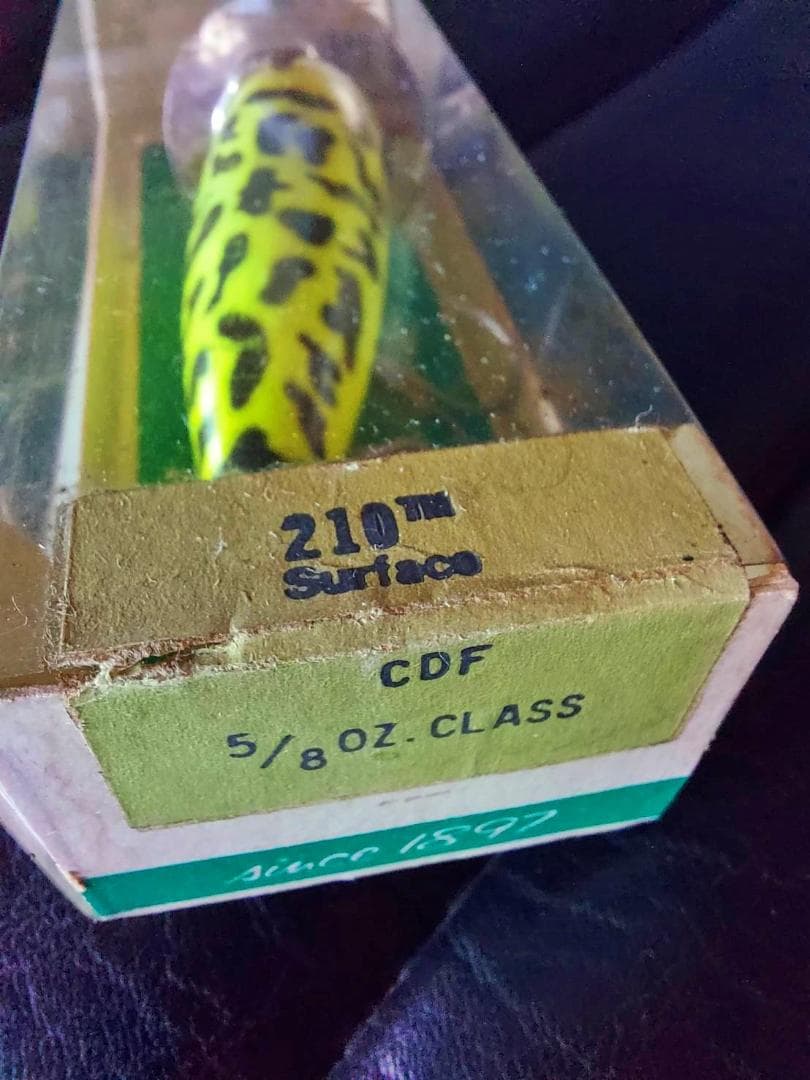 210™
Surface
CDF
5/8 OZ. CLASS
since 1897